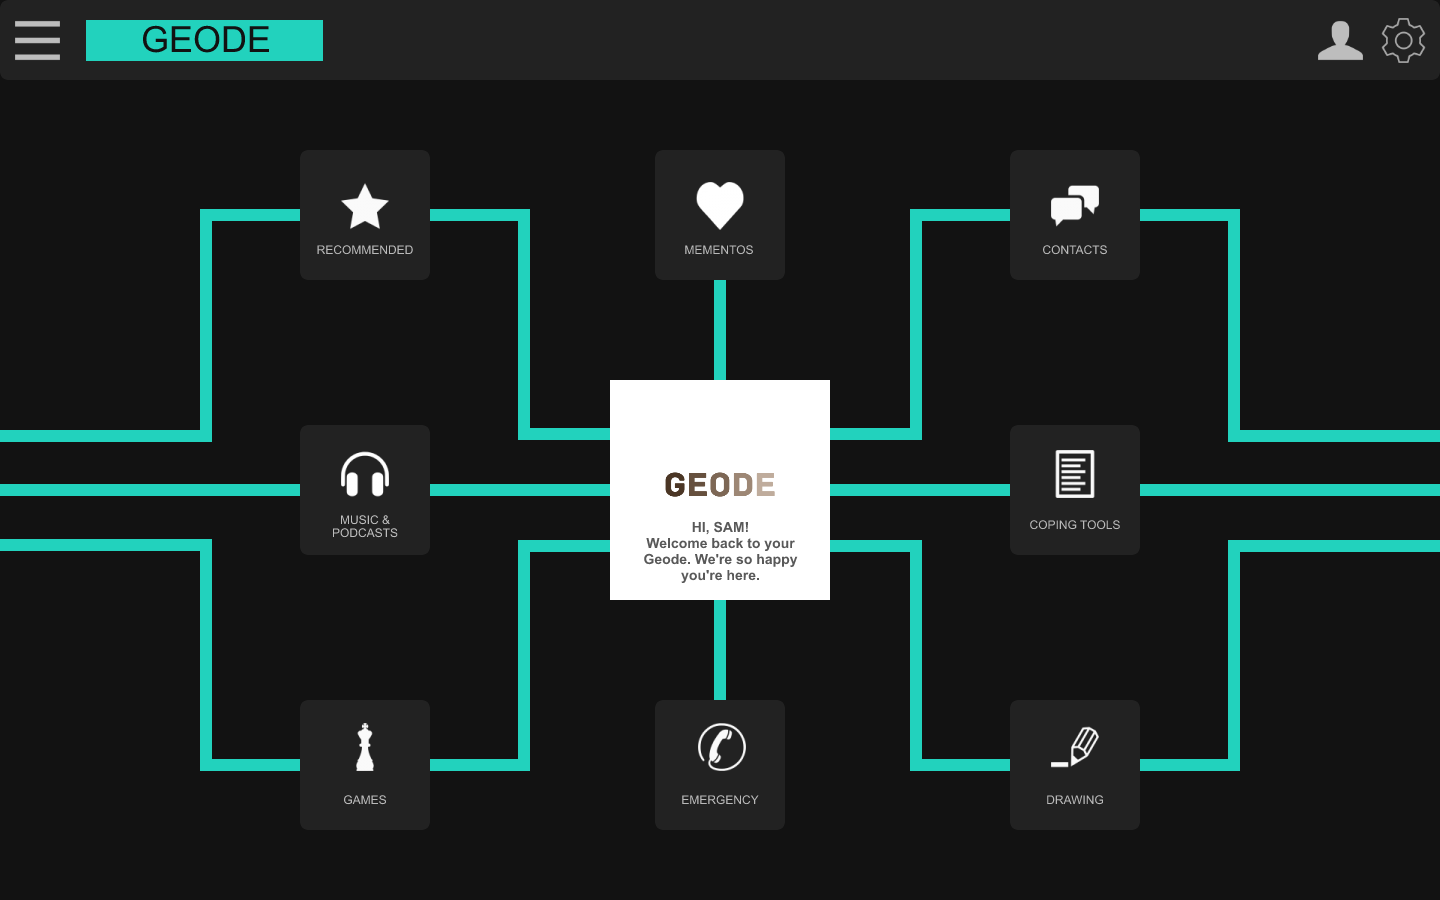 GEODE
RECOMMENDED
MEMENTOS
CONTACTS
MUSIC &
PODCASTS
GEODE
HI, SAM!
Welcome back to your
Geode. We're so happy
you're here.
COPING TOOLS
GAMES
EMERGENCY
DRAWING